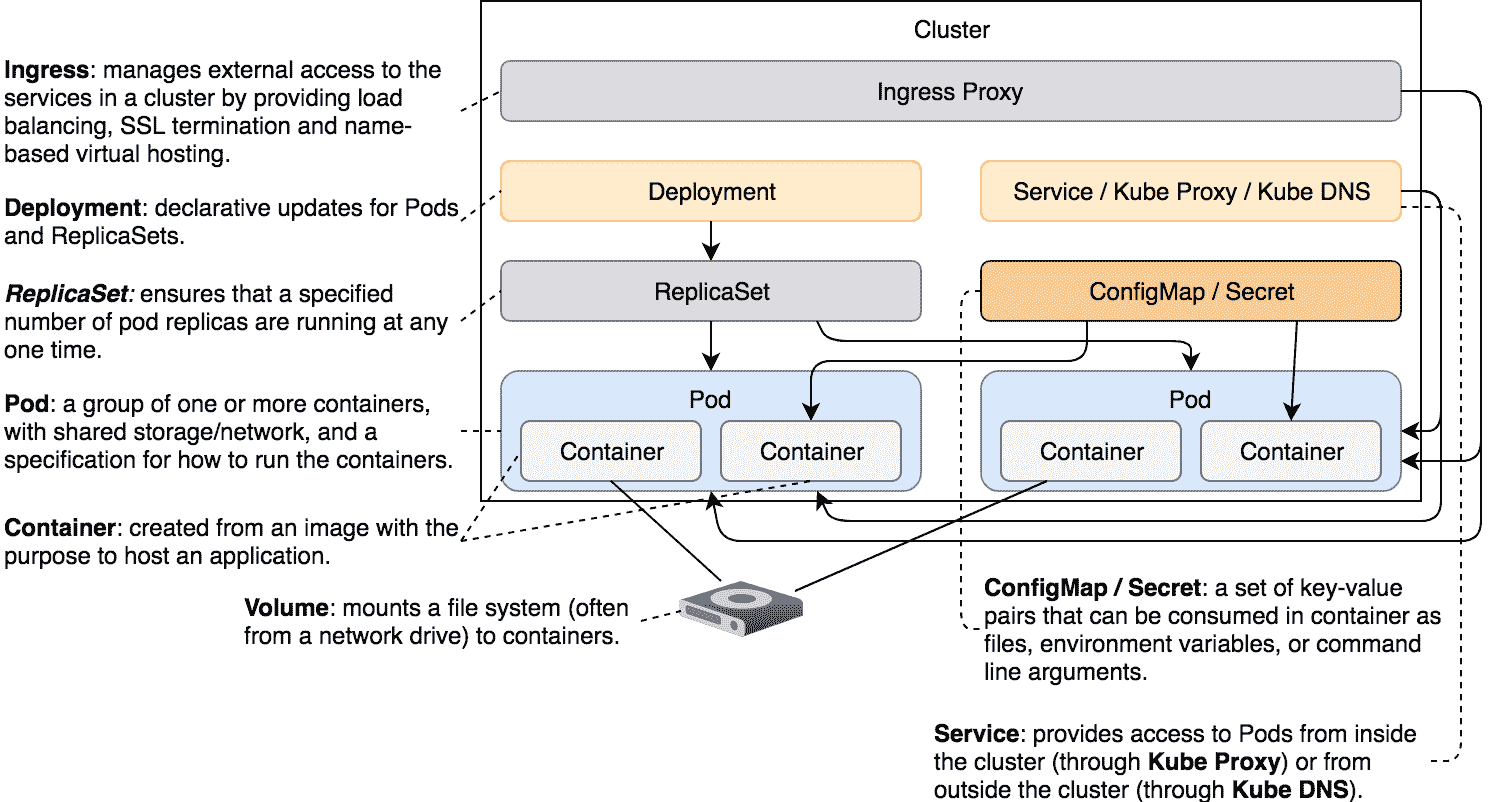 Cluster
Ingress: manages external access to the
services in a cluster by providing load
balancing, SSL termination and name-
based virtual hosting.
Ingress Proxy
Deployment: declarative updates for Pods
and ReplicaSets.
Deployment
Service / Kube Proxy / Kube DNS
ReplicaSet: ensures that a specified
number of pod replicas are running at any
one time.
ReplicaSet
ConfigMap / Secret
Pod: a group of one or more containers,
with shared storage/network, and a
specification for how to run the containers.
Pod
Container
Container
Pod
Container
Container
Container: created from an image with the
purpose to host an application.
Volume: mounts a file system (often
from a network drive) to containers.
ConfigMap / Secret: a set of key-value
pairs that can be consumed in container as
files, environment variables, or command
line arguments.
Service: provides access to Pods from inside
the cluster (through Kube Proxy) or from
outside the cluster (through Kube DNS).